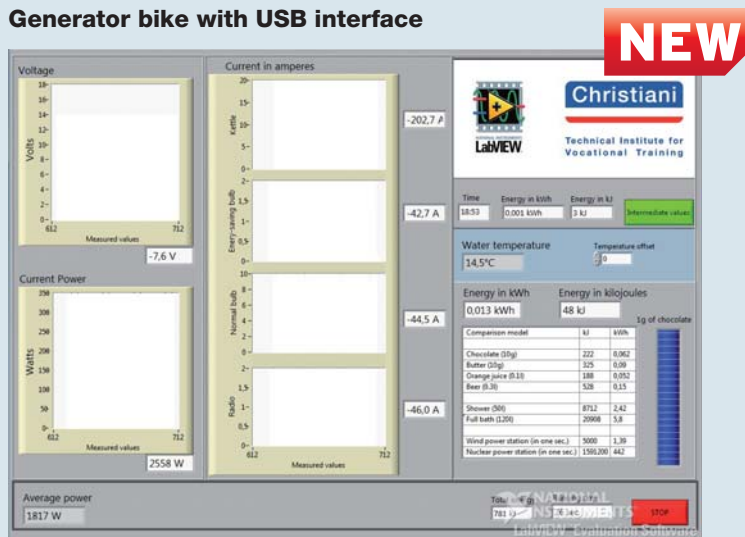 Generator bike with USB interface
NEW
Voltage
18-
16-
14-
12-
10-
8-
6-
4-
2-
0-
Volts
612 712
Measured values
-7,6 V
Current Power
350
300
250
200
150
100
50
0-
Watts
612 712
Measured values
2558 W
Current in amperes
20-
15-
10-
5-
0-
Kettle
-202,7 A
2-
1,5-
1-
0,5-
0-
Enery-saving bulb
-42,7 A
10-
8-
6-
4-
2-
0-
Normal bulb
-44,5 A
2-
1,5-
1-
0,5-
0-
Radio
-46,0 A
612 712
Measured values
LabVIEW
Christiani
Technical Institute for
Vocational Training
Time Energy in kWh Energy in kJ
18:53 0,001 kWh 3 kJ Intermediate values
Water temperature Temperature offset
14,5°C 0
Energy in kWh Energy in kilojoules
0,013 kWh 48 kJ
1g of chocolate
Comparison model kJ kWh
Chocolate (10g) 222 0,062
Butter (10g) 325 0,09
Orange juice (0.1l) 188 0,052
Beer (0.3l) 528 0,15
Shower (50l) 8712 2,42
Full bath (120l) 20908 5,8
Wind power station (in one sec.) 5000 1,39
Nuclear power station (in one sec.) 1591200 442
Average power
1817 W
781
STOP
NATIONAL
INSTRUMENTS
LabVIEW Evaluation Software